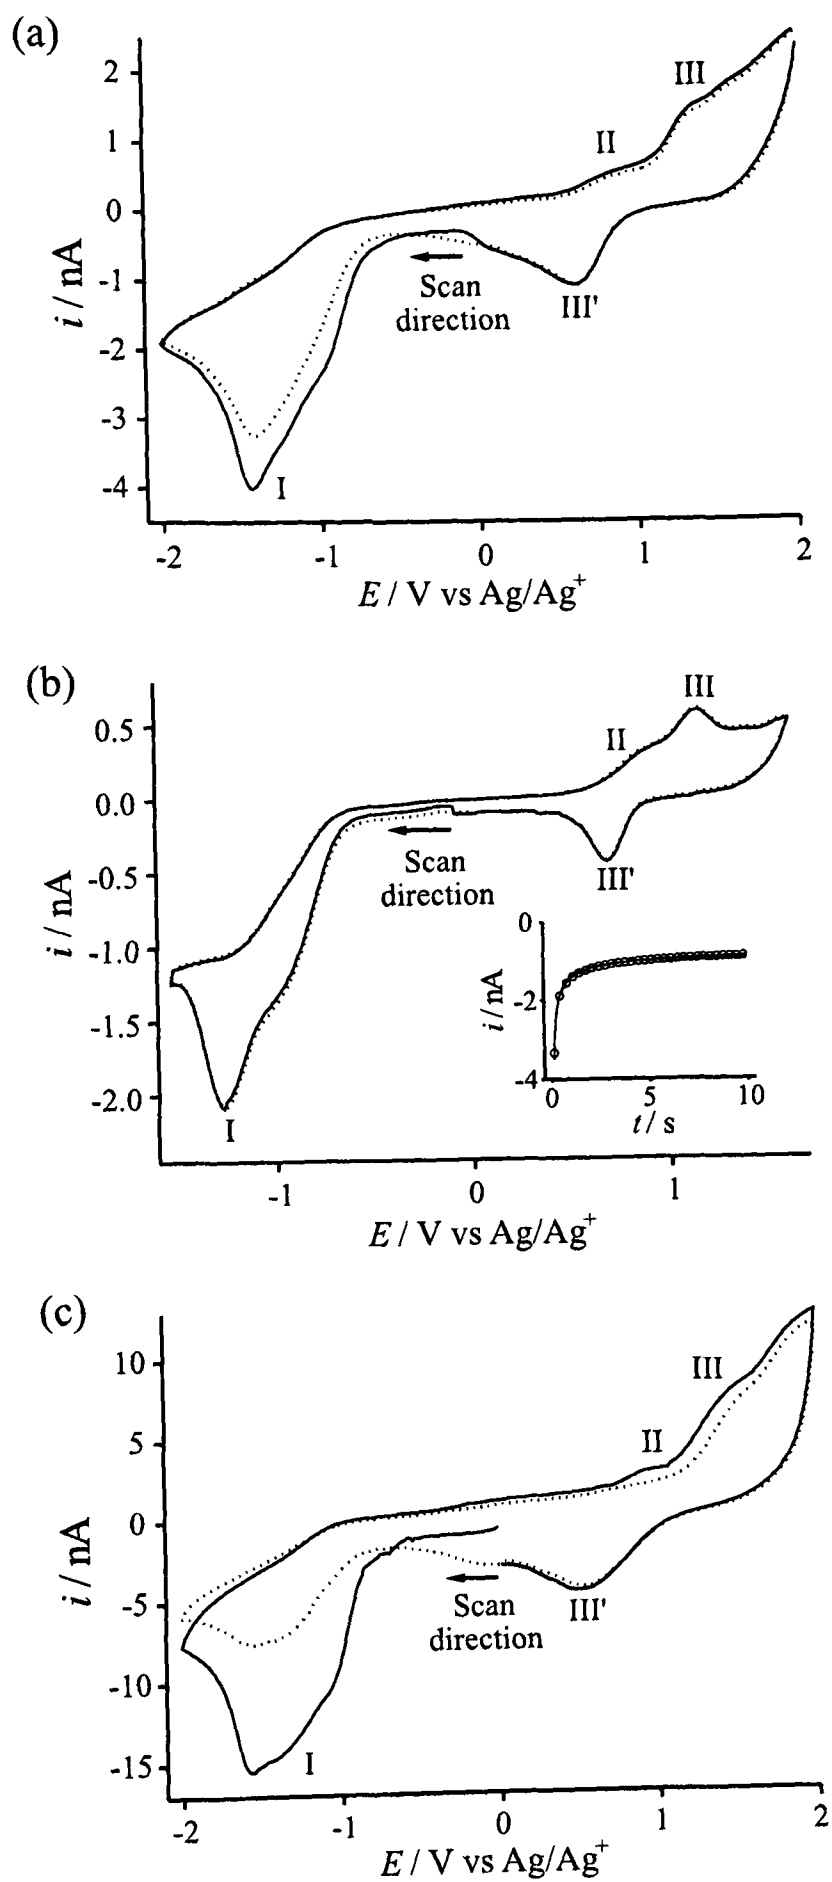 (a)
2
1
0
-1
-2
-3
-4
i / nA
III
II
III'
I
Scan
direction
-2
-1
0
1
2
E / V vs Ag/Ag+
(b)
0.5
0.0
-0.5
-1.0
-1.5
-2.0
i / nA
III
II
III'
I
Scan
direction
0
-2
-4
i / nA
0
5
10
t / s
-1
0
1
E / V vs Ag/Ag+
(c)
10
5
0
-5
-10
-15
i / nA
III
II
III'
I
Scan
direction
-2
-1
0
1
2
E / V vs Ag/Ag+